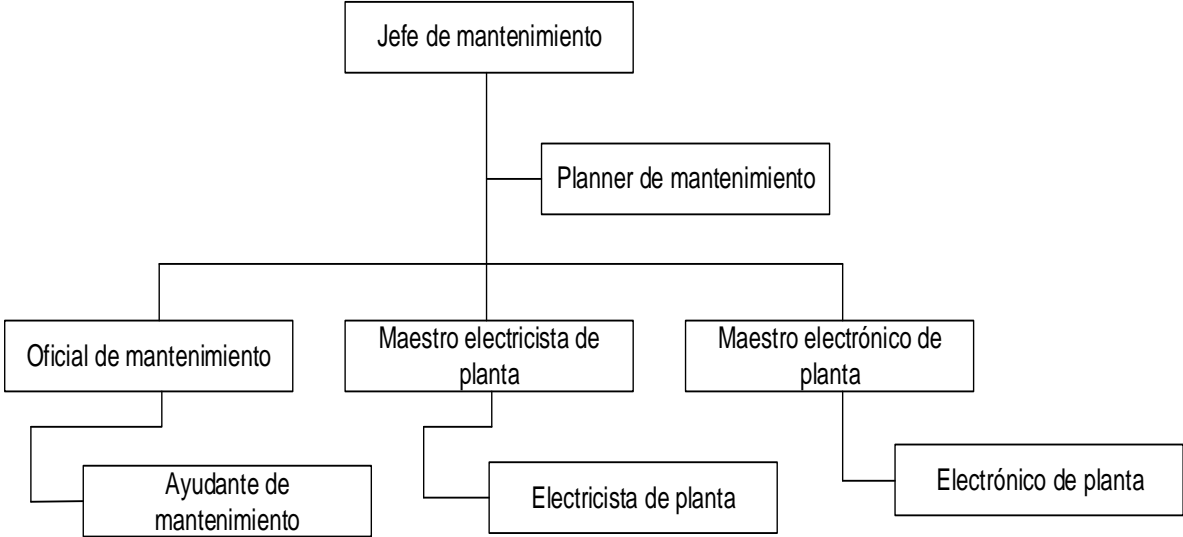 Jefe de mantenimiento
Planner de mantenimiento
Oficial de mantenimiento
Maestro electricista de
planta
Maestro electrónico de
planta
Ayudante de
mantenimiento
Electricista de planta
Electrónico de planta